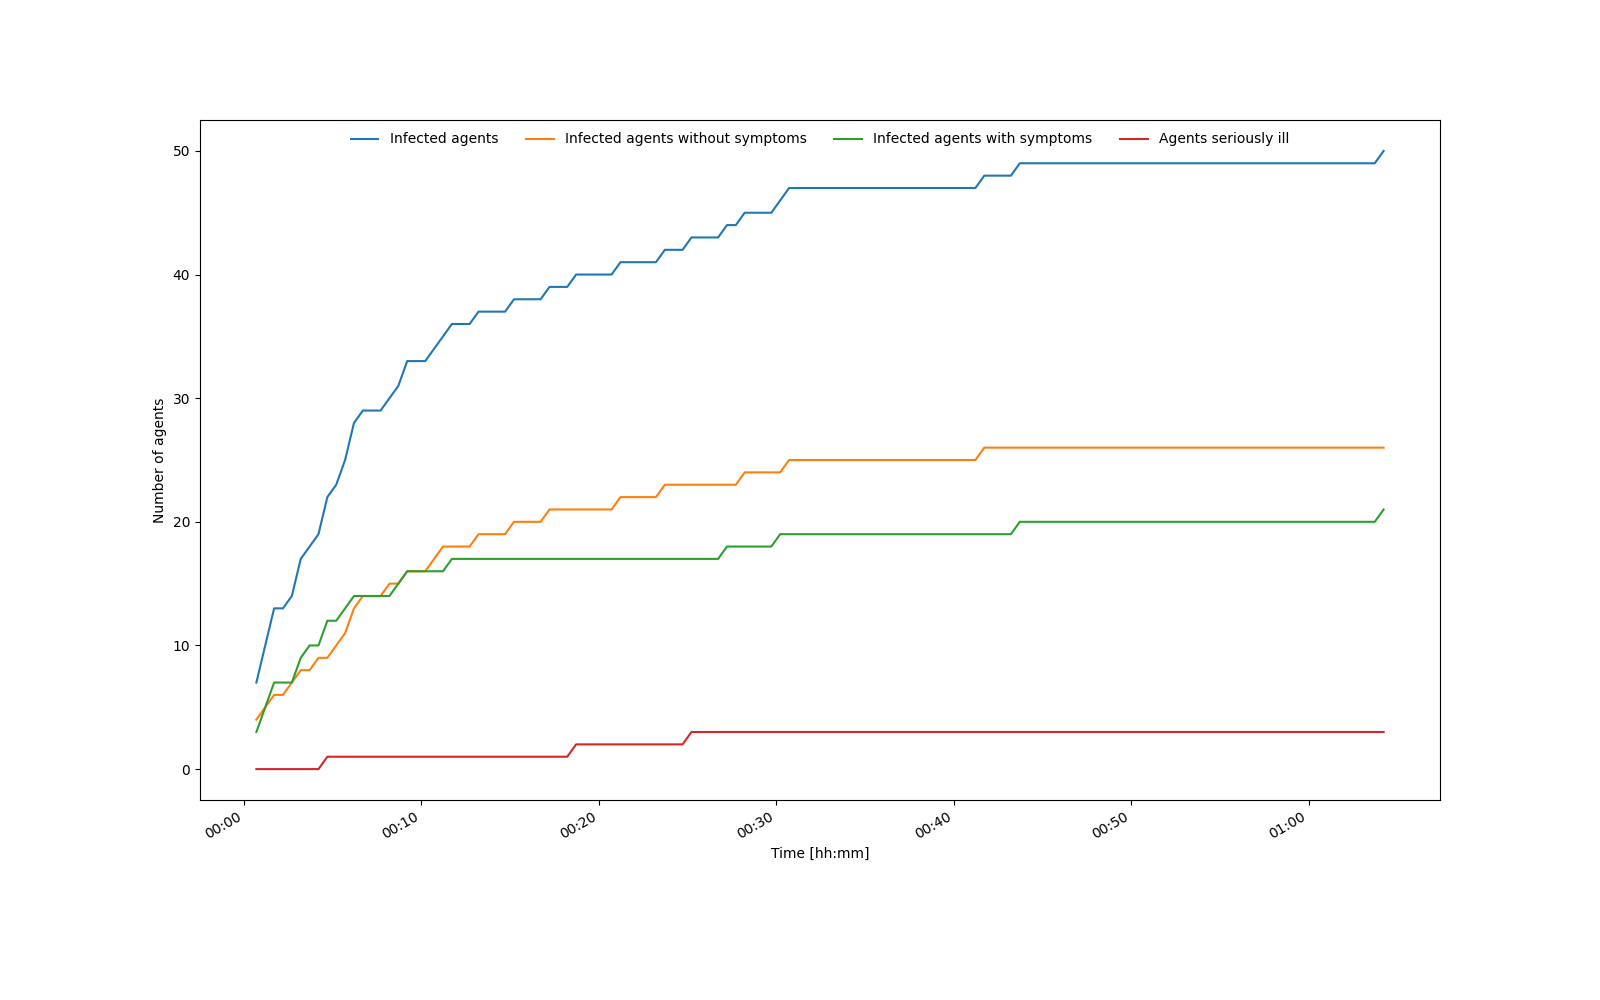 Infected agents Infected agents without symptoms Infected agents with symptoms Agents seriously ill
50
40
30
20
10
0
Number of agents
00:00 00:10 00:20 00:30 00:40 00:50 01:00
Time [hh:mm]